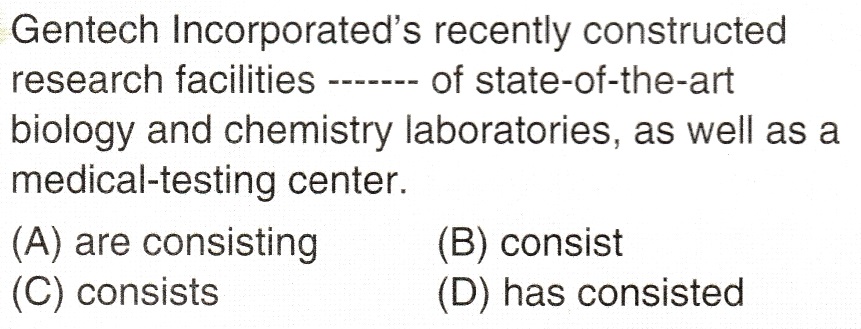 Gentech Incorporated's recently constructed
research facilities ------- of state-of-the-art
biology and chemistry laboratories, as well as a
medical-testing center.
(A) are consisting (B) consist
(C) consists (D) has consisted